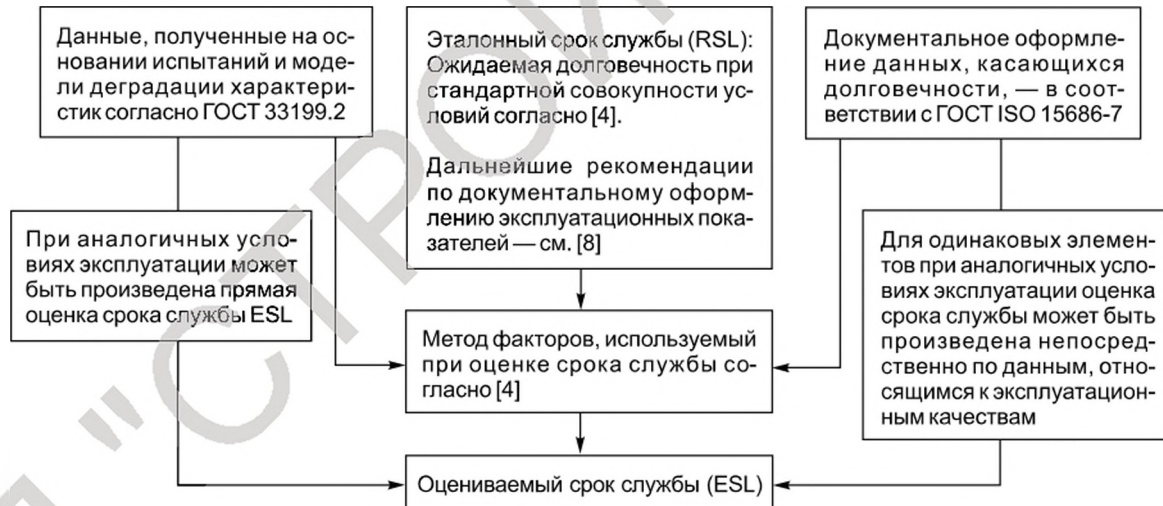 Данные, полученные на ос-
новании испытаний и моде-
ли деградации характери-
стик согласно ГОСТ 33199.2
Эталонный срок службы (RSL):
Ожидаемая долговечность при
стандартной совокупности ус-
ловий согласно [4].
Дальнейшие рекомендации
по документальному оформ-
лению эксплуатационных пока-
зателей — см. [8]
Документальное оформле-
ние данных, касающихся
долговечности, — в соот-
ветствии с ГОСТ ISO 15686-7
При аналогичных усло-
виях эксплуатации может
быть произведена прямая
оценка срока службы ESL
Для одинаковых элемен-
тов при аналогичных усло-
виях эксплуатации оценка
срока службы может быть
произведена непосред-
ственно по данным, отно-
сящимся к эксплуатацион-
ным качествам
Метод факторов, используемый
при оценке срока службы со-
гласно [4]
Оцениваемый срок службы (ESL)
"СТРОИ